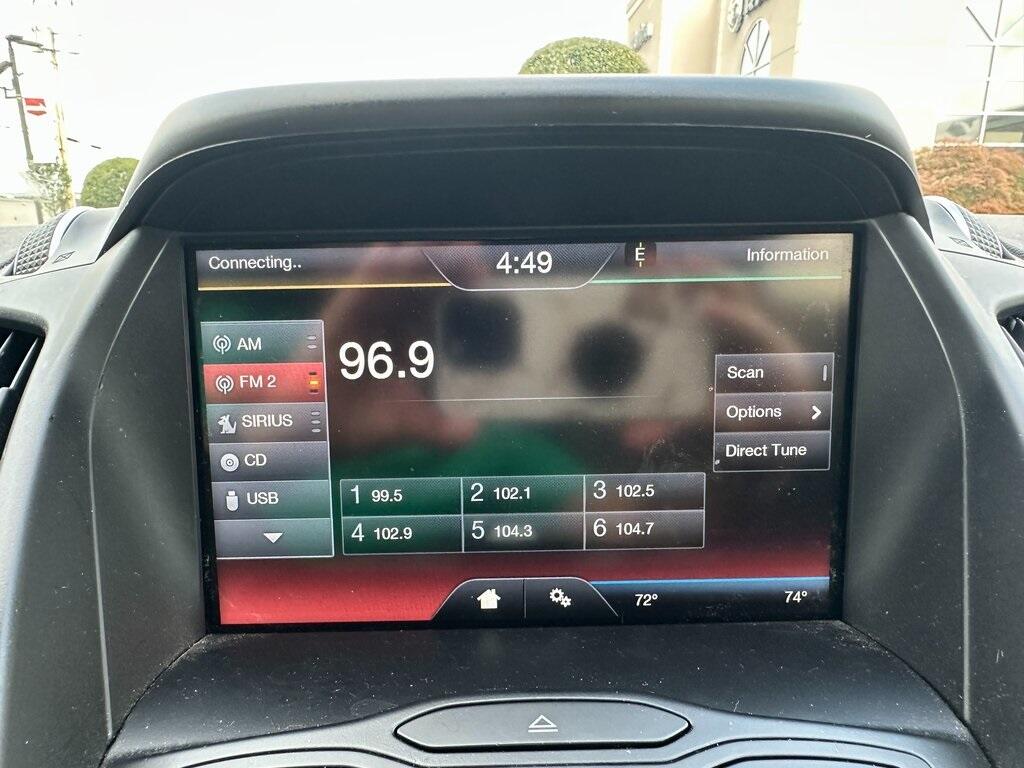 Connecting..
4:49
E
Information
AM
FM 2
SIRIUS
CD
USB
96.9
Scan
Options
Direct Tune
1 99.5
2 102.1
3 102.5
4 102.9
5 104.3
6 104.7
72°
74°